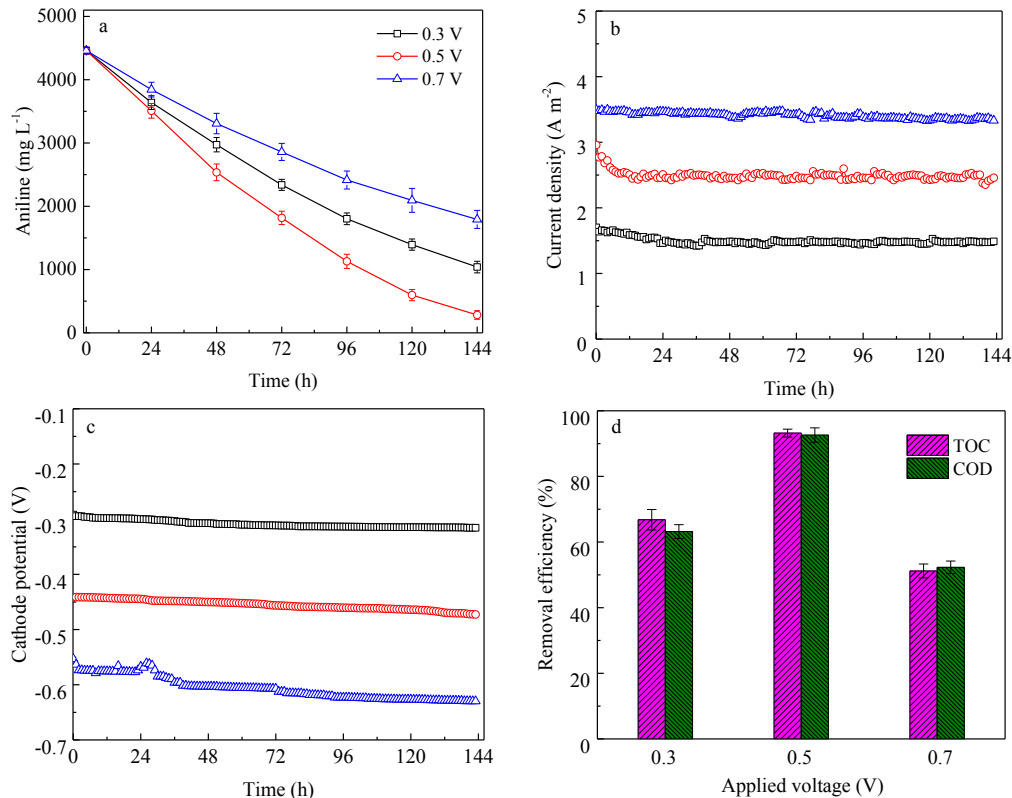 a
5000
4000
3000
2000
1000
0
0 24 48 72 96 120 144
Aniline (mg L-1)
Time (h)
0.3 V
0.5 V
0.7 V
b
5
4
3
2
1
0
0 24 48 72 96 120 144
Current density (A m-2)
Time (h)
c
-0.1
-0.2
-0.3
-0.4
-0.5
-0.6
-0.7
0 24 48 72 96 120 144
Cathode potential (V)
Time (h)
d
100
80
60
40
20
0
0.3 0.5 0.7
Removal efficiency (%)
Applied voltage (V)
TOC
COD